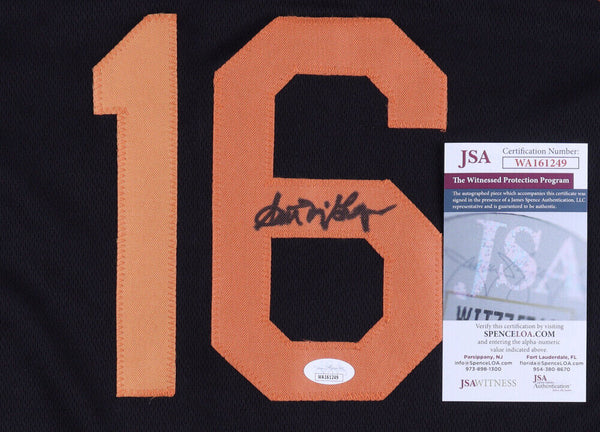 16
WA161249
JSA
Certification Number:
WA161249
The Witnessed Protection Program
The autographed piece which accompanies this certificate was
signed in the presence of a James Spence Authentication, LLC.
representative and is guaranteed to be authentic.
JSA
Verify this certification by visiting
SPENCELOA.COM
and entering the alpha-numeric
value indicated above.
Parsippany, NJ
info@SpenceLOA.com
973-898-1300
Fort Lauderdale, FL
florida@SpenceLOA.com
954-380-8670
JSAWITNESS
JSA
Authentication